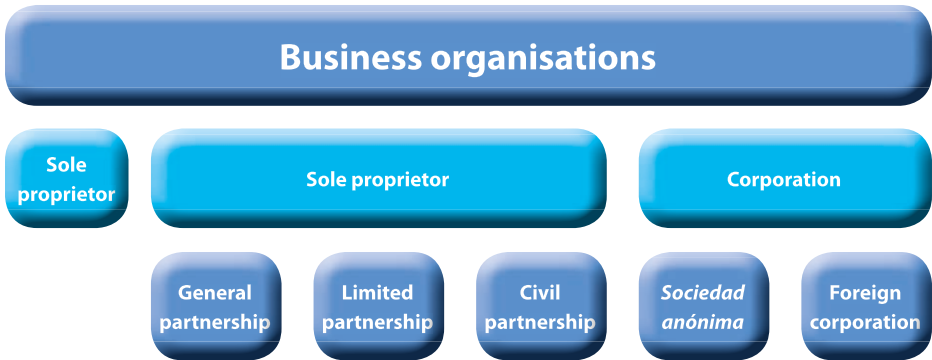 Business organisations
Sole
proprietor
Sole proprietor
Corporation
General
partnership
Limited
partnership
Civil
partnership
Sociedad
anónima
Foreign
corporation